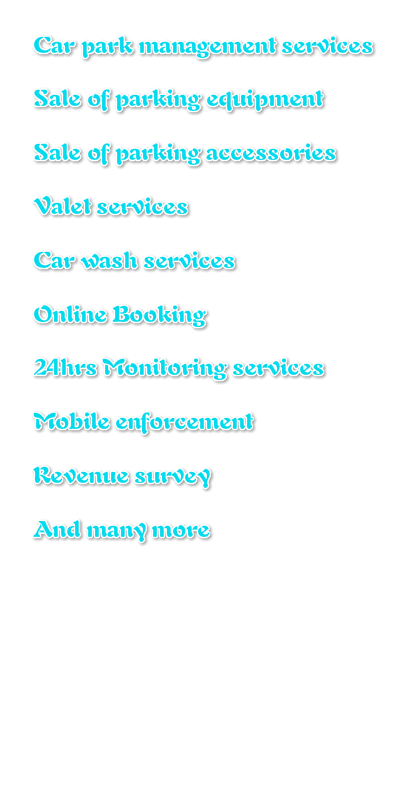 Car park management services
Sale of parking equipment
Sale of parking accessories
Valet services
Car wash services
Online Booking
24hrs Monitoring services
Mobile enforcement
Revenue survey
And many more